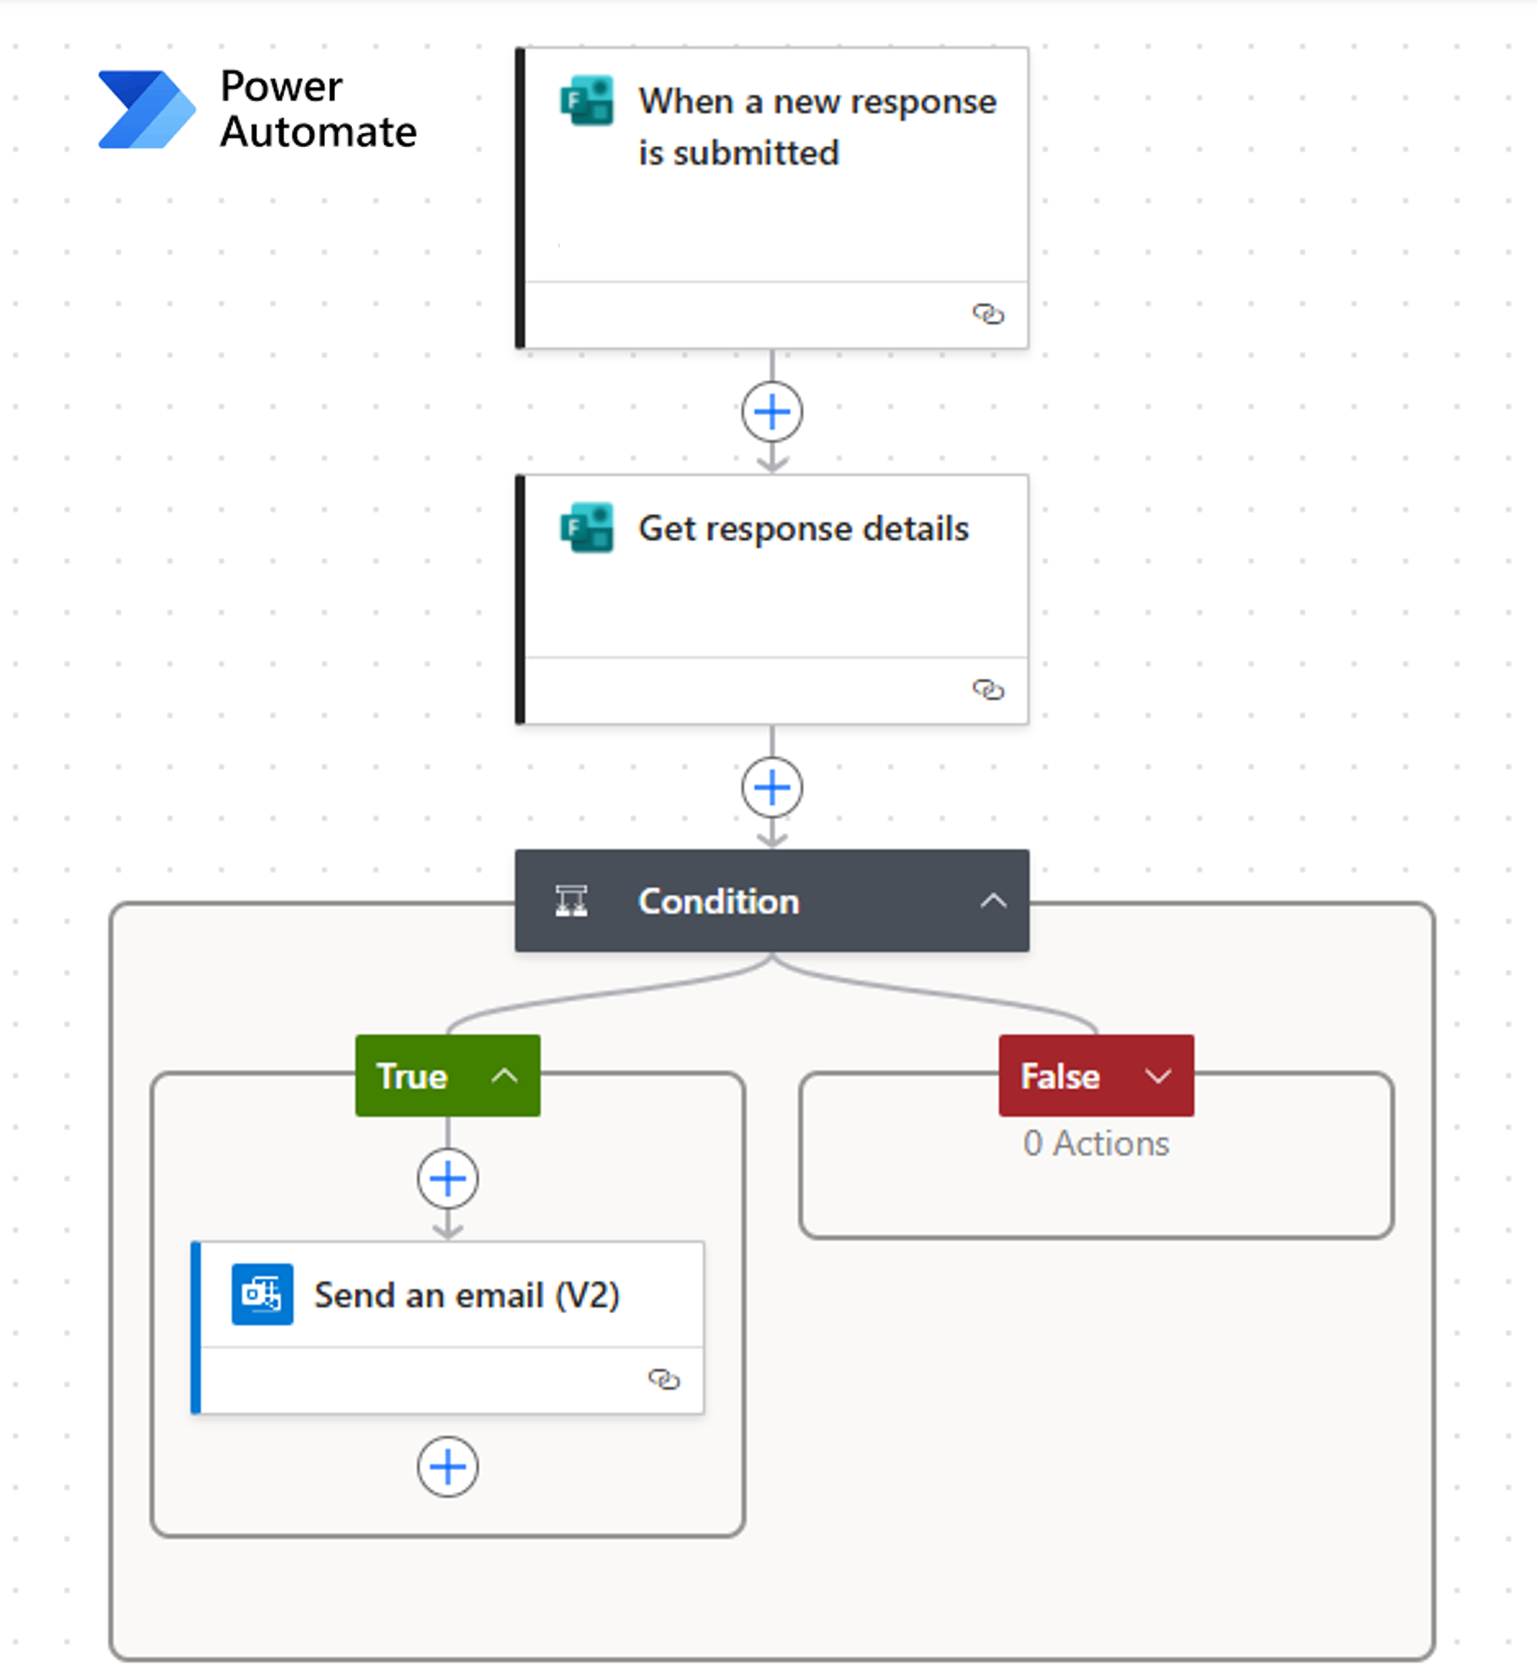 Power
Automate
When a new response
is submitted
Get response details
Condition
True
False
0 Actions
Send an email (V2)